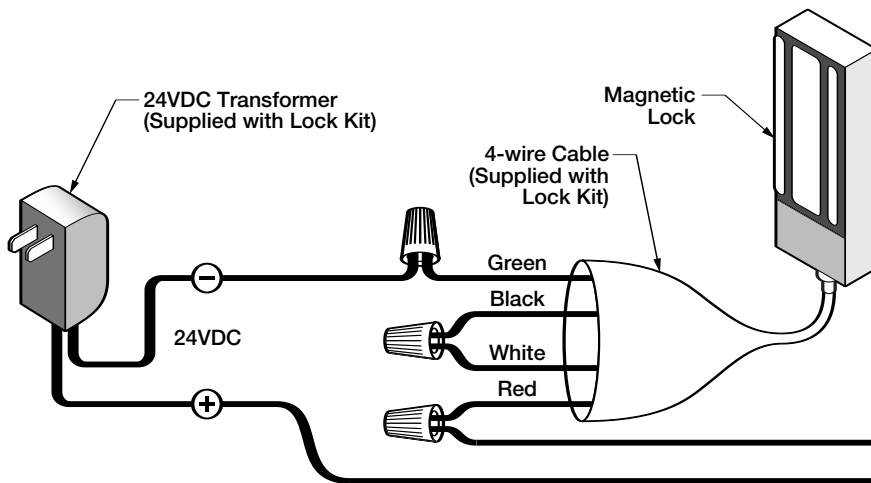 24VDC Transformer
(Supplied with Lock Kit)
Magnetic
Lock
4-wire Cable
(Supplied with
Lock Kit)
Green
Black
24VDC
White
Red